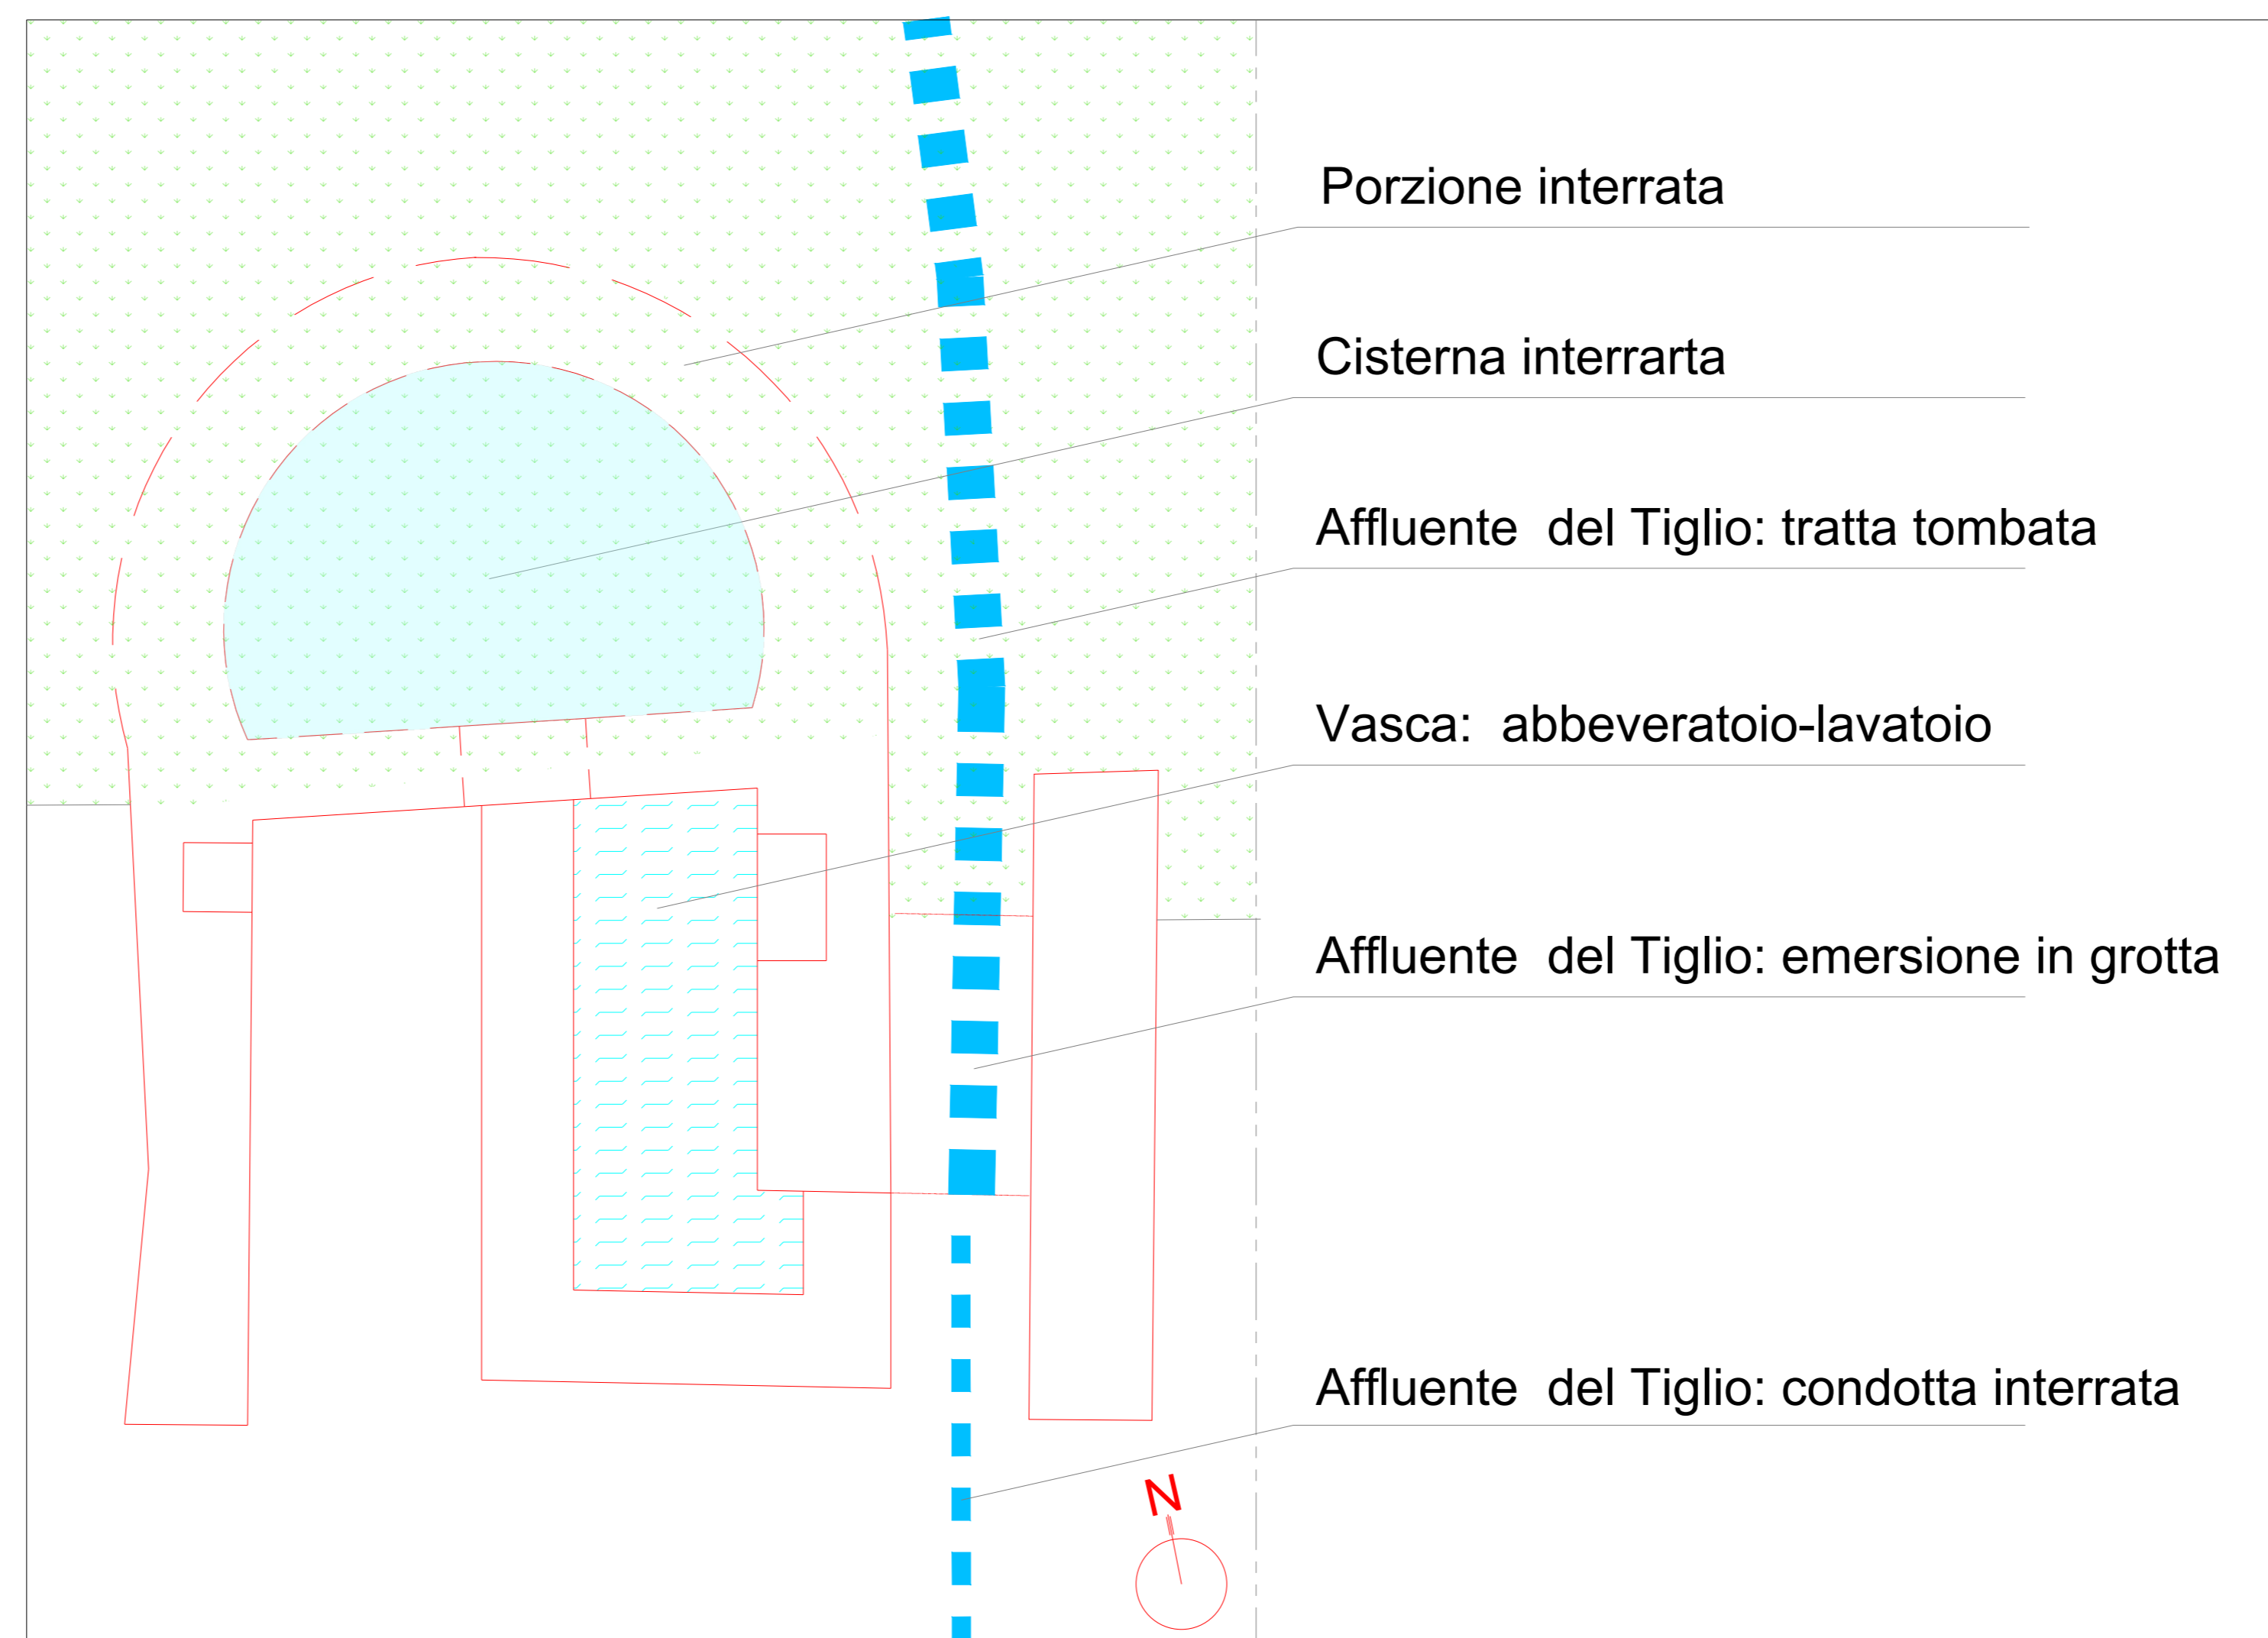 Porzione interrata
Cisterna interrarta
Affluente  del Tiglio: tratta tombata
Vasca:  abbeveratoio-lavatoio
Affluente  del Tiglio: emersione in grotta
Affluente  del Tiglio: condotta interrata
N